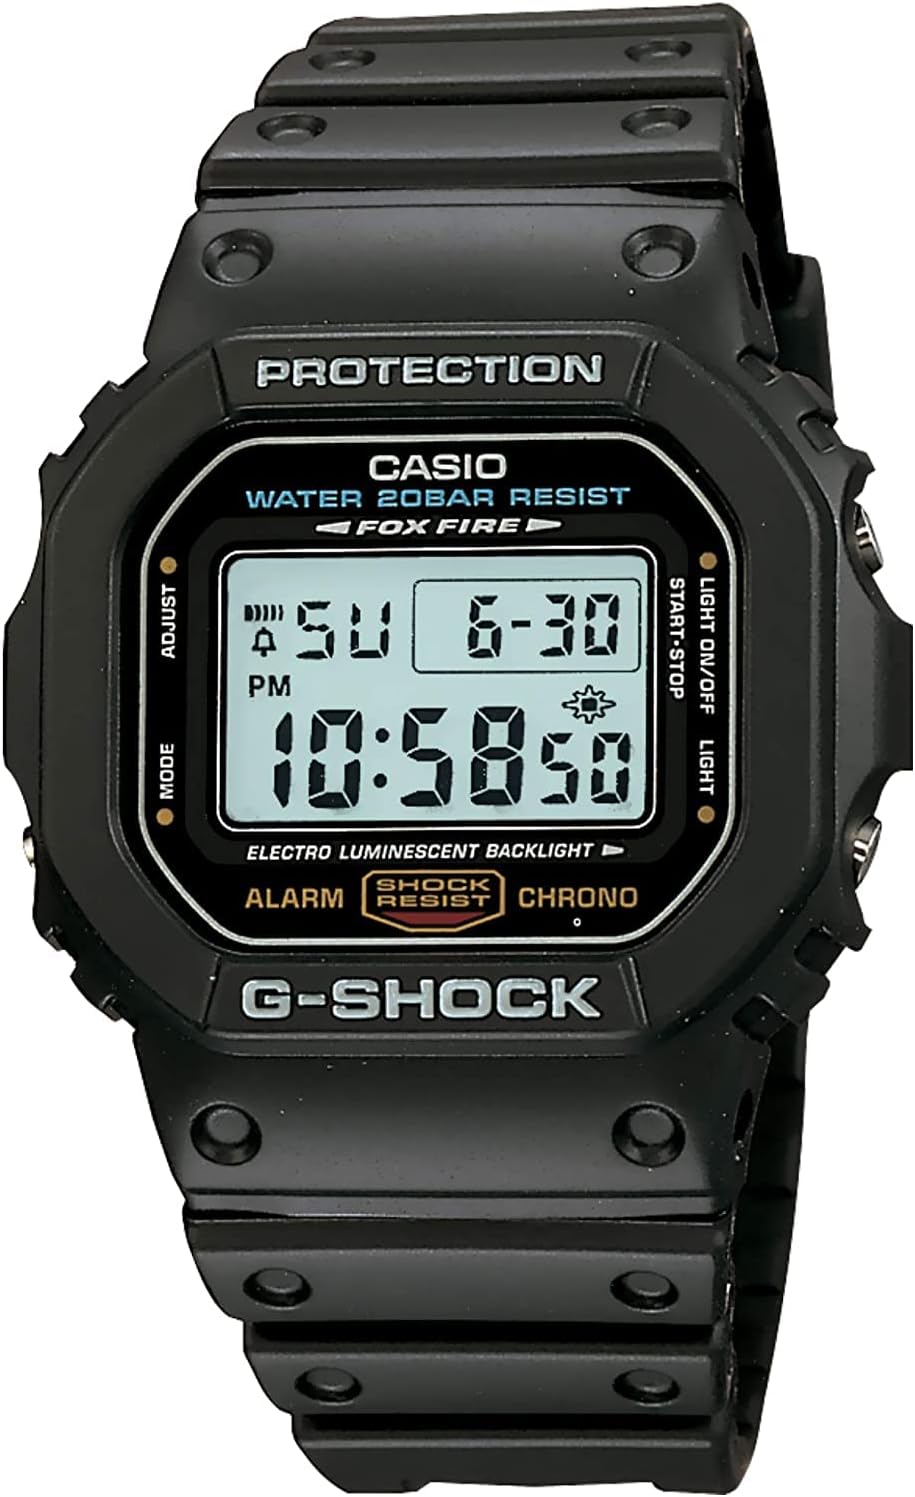 PROTECTION
CASIO
WATER 20BAR RESIST
FOX FIRE
ADJUST
MODE
SU 6-30
PM
10:58 50
LIGHT ON/OFF
START·STOP
LIGHT
ELECTRO LUMINESCENT BACKLIGHT
ALARM
SHOCK
RESIST
CHRONO
G-SHOCK